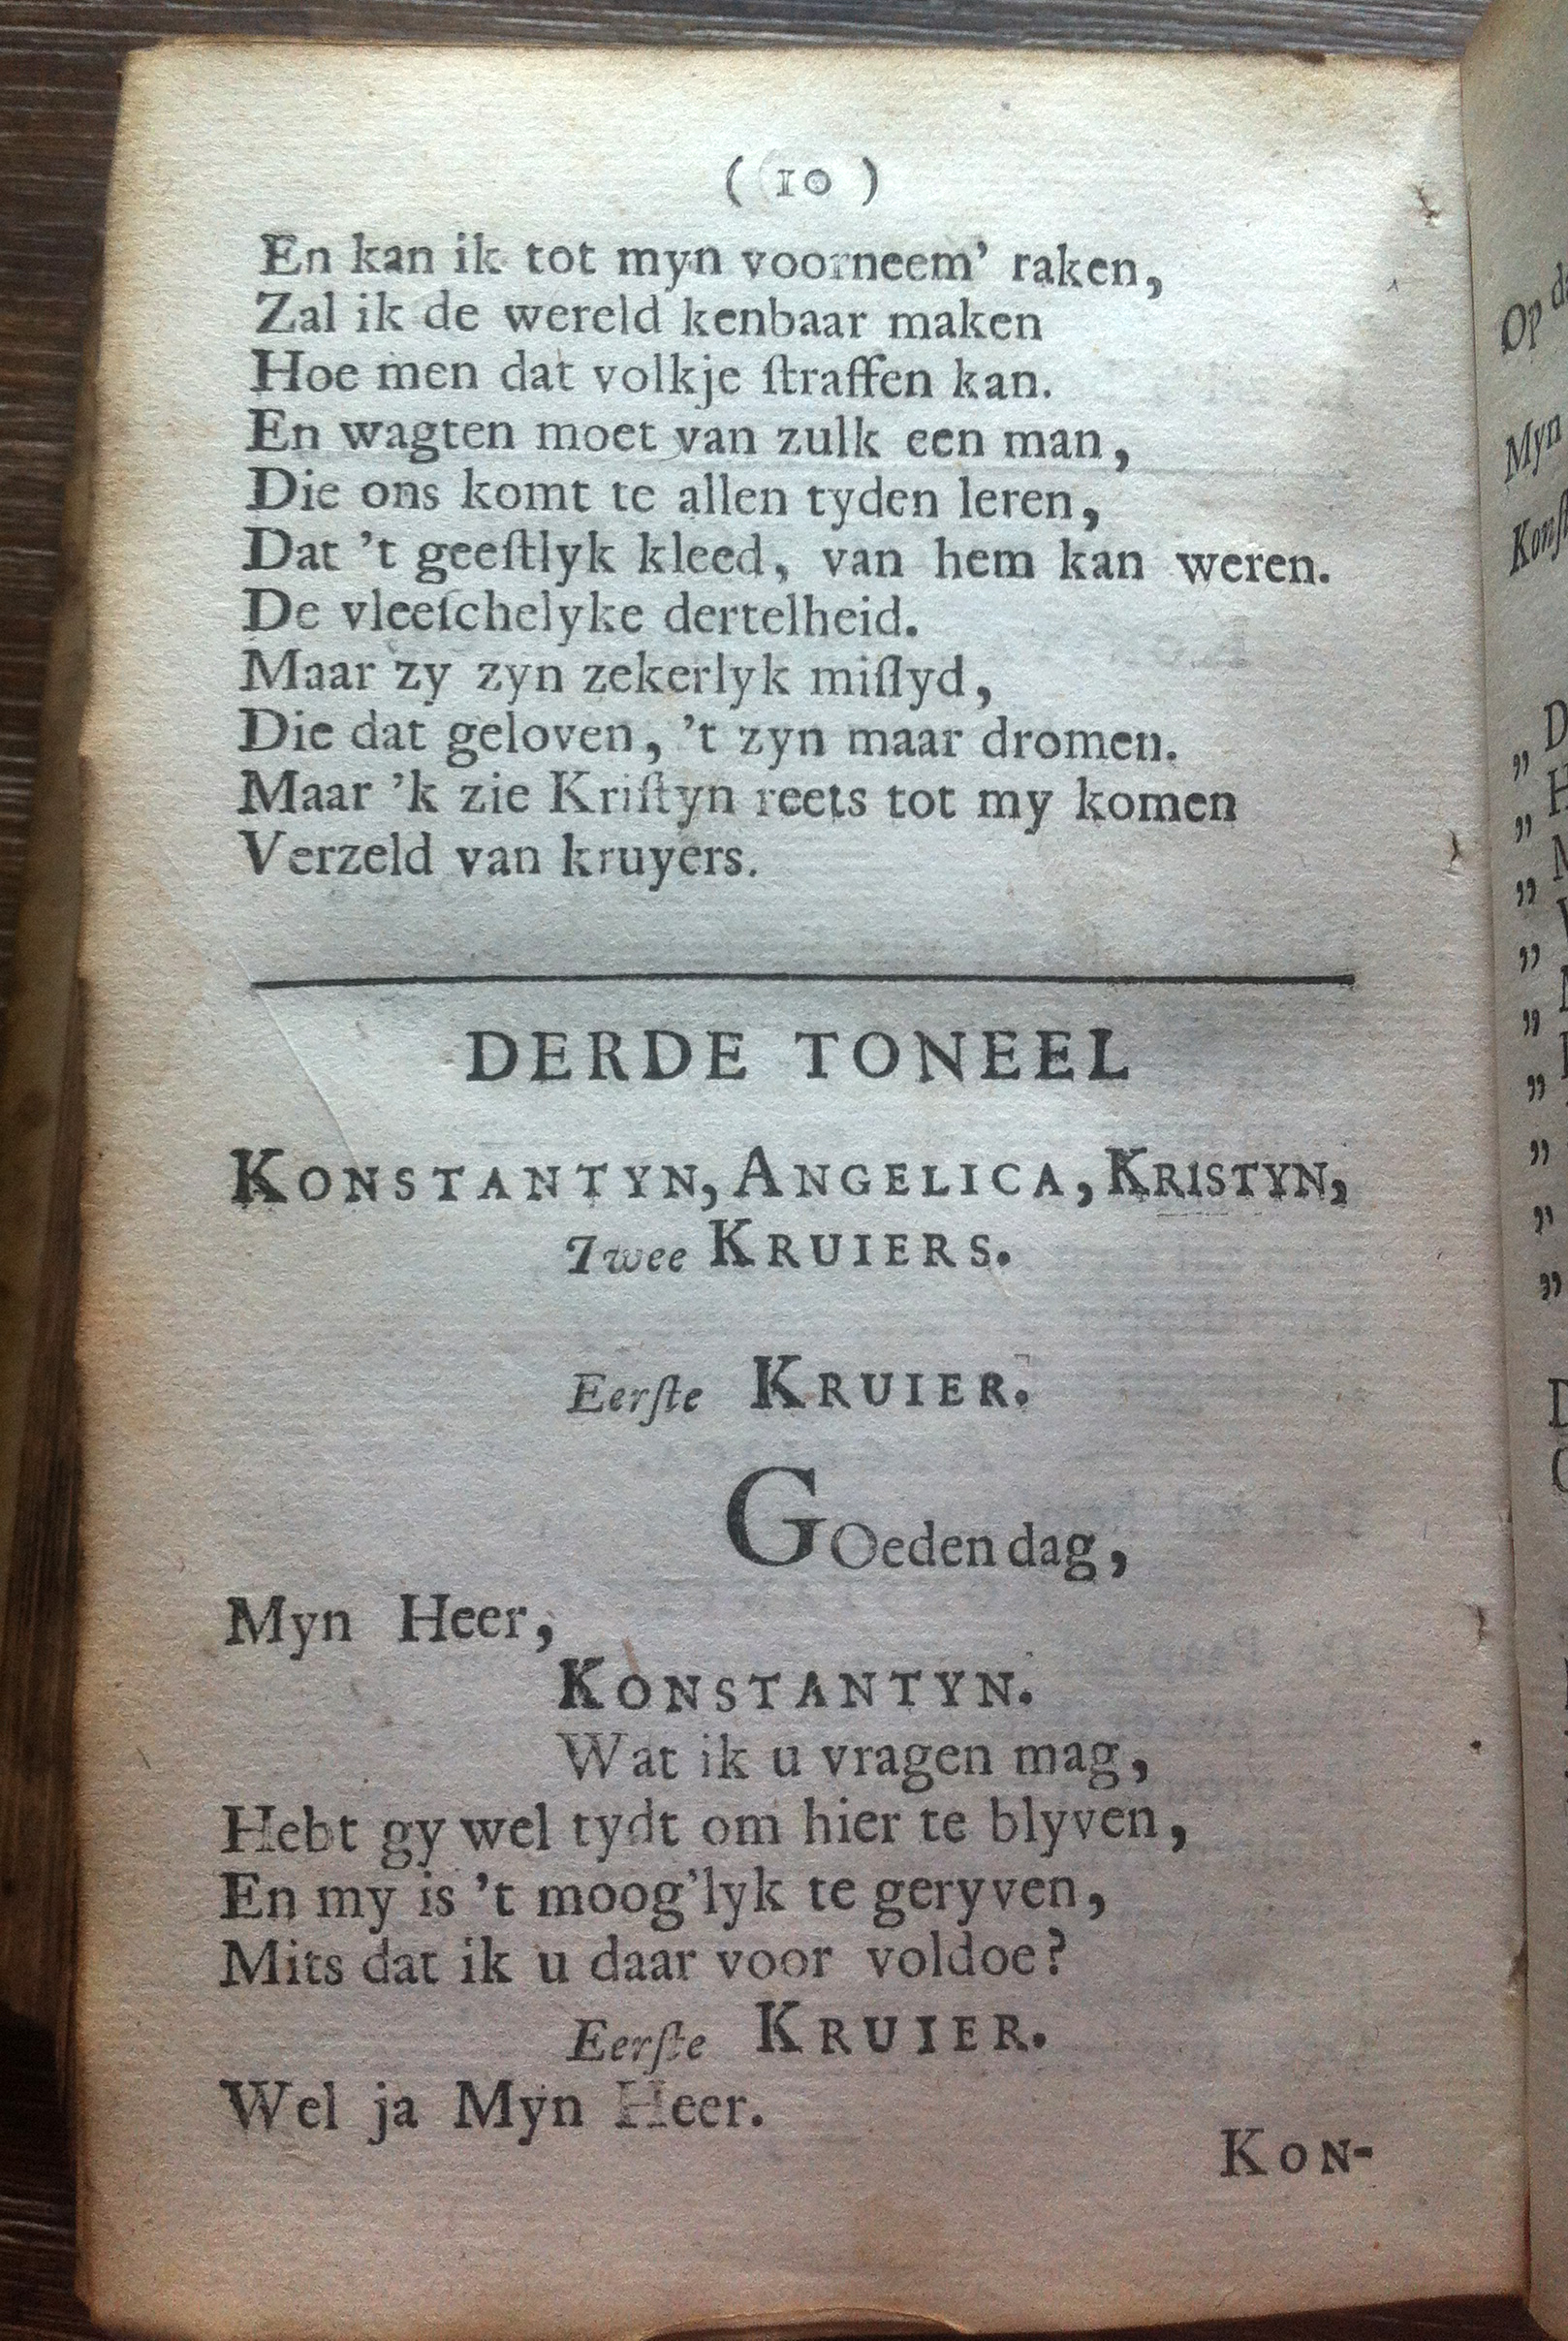 ( 10 )
En kan ik tot myn voorneem' raken,
Zal ik de wereld kenbaar maken
Hoe men dat volkje ſtraffen kan.
En wagten moet van zulk een man,
Die ons komt te allen tyden leren,
Dat 't geeſtlyk kleed, van hem kan weren.
De vleeſchelyke dertelheid.
Maar zy zyn zekerlyk miſlyd,
Die dat geloven, 't zyn maar dromen.
Maar 'k zie Kriſtyn reets tot my komen
Verzeld van kruyers.
DERDE TONEEL
KONSTANTYN, ANGELICA, KRISTYN,
Twee KRUIERS.
Eerſte KRUIER.
GOeden dag,
Myn Heer,
KONSTANTYN.
Wat ik u vragen mag,
Hebt gy wel tydt om hier te blyven,
En my is 't moog'lyk te geryven,
Mits dat ik u daar voor voldoe?
Eerſte KRUIER.
Wel ja Myn Heer.
KON-
Op
Myn